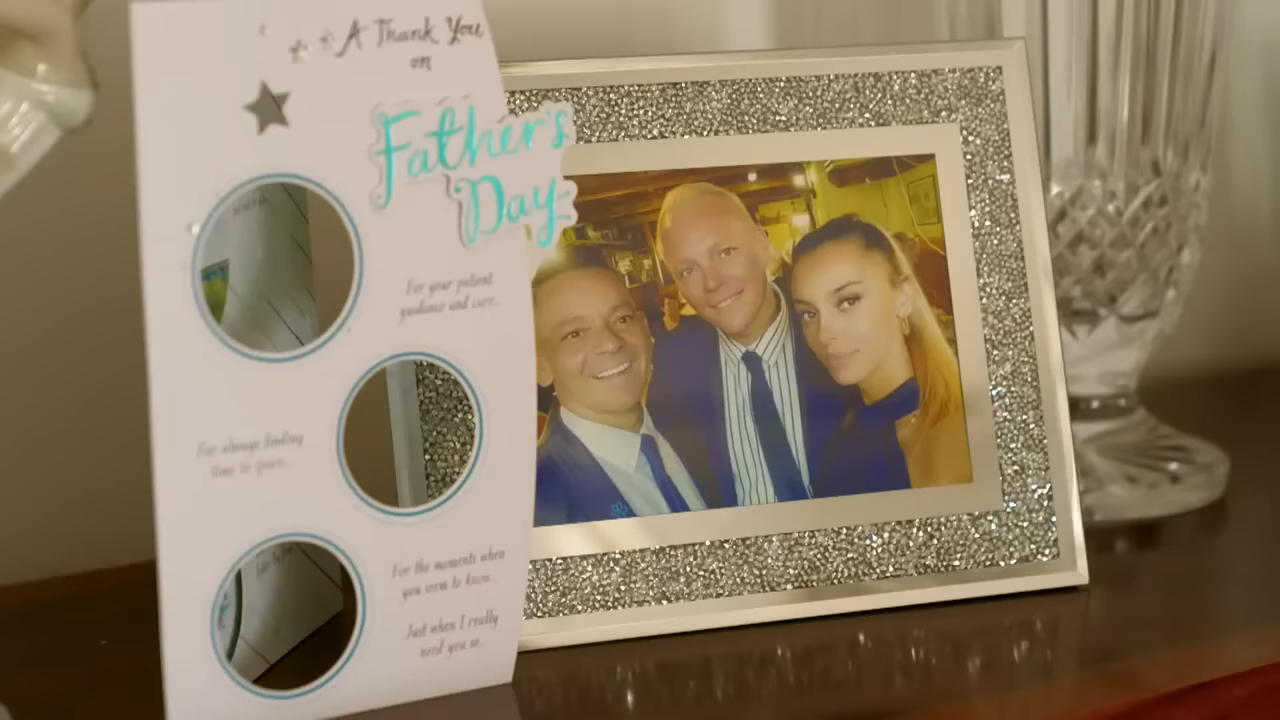 A Thank You
on
Father's
Day
For your patient
guidance and care...
For always finding
time to spare...
For the moments when
you seem to know...
Just when I really
need you so...